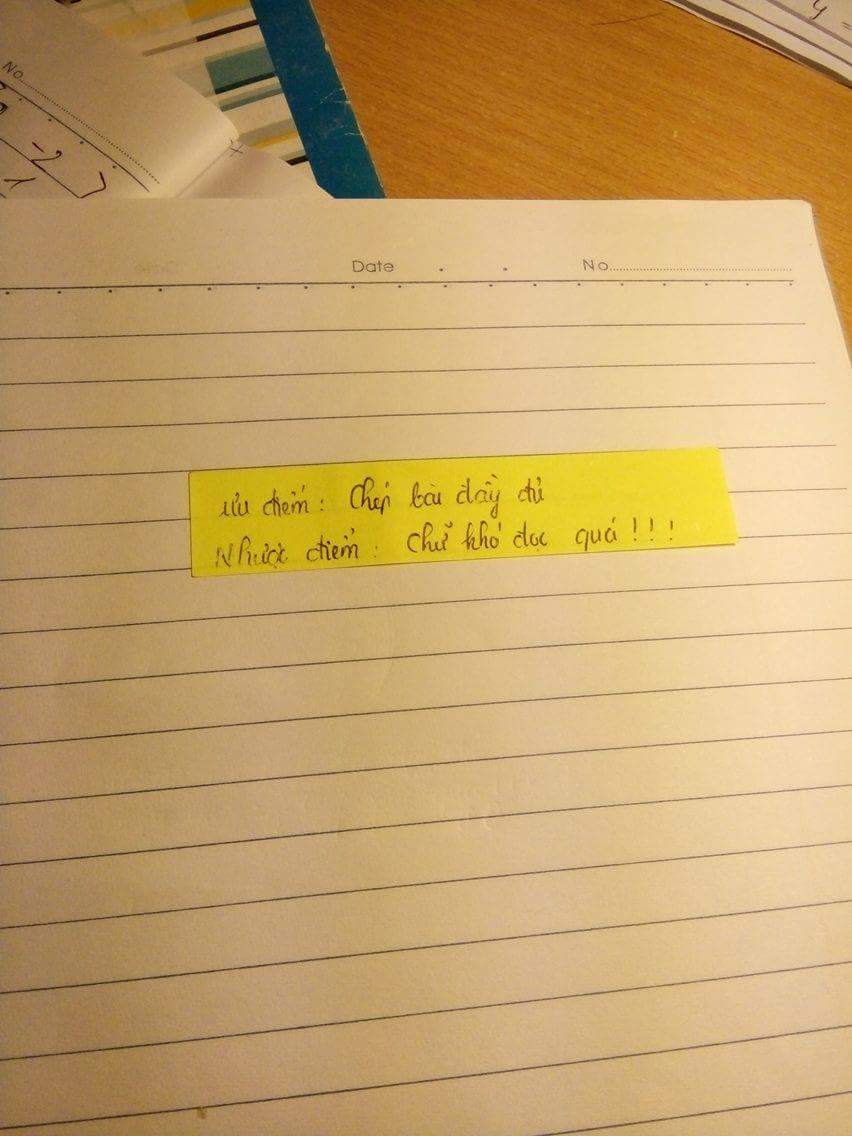 No
-2
1
y =
Date . . No
ưu điểm : Chép bài đầy đủ
Nhược điểm : Chữ khó đọc quá ! ! !